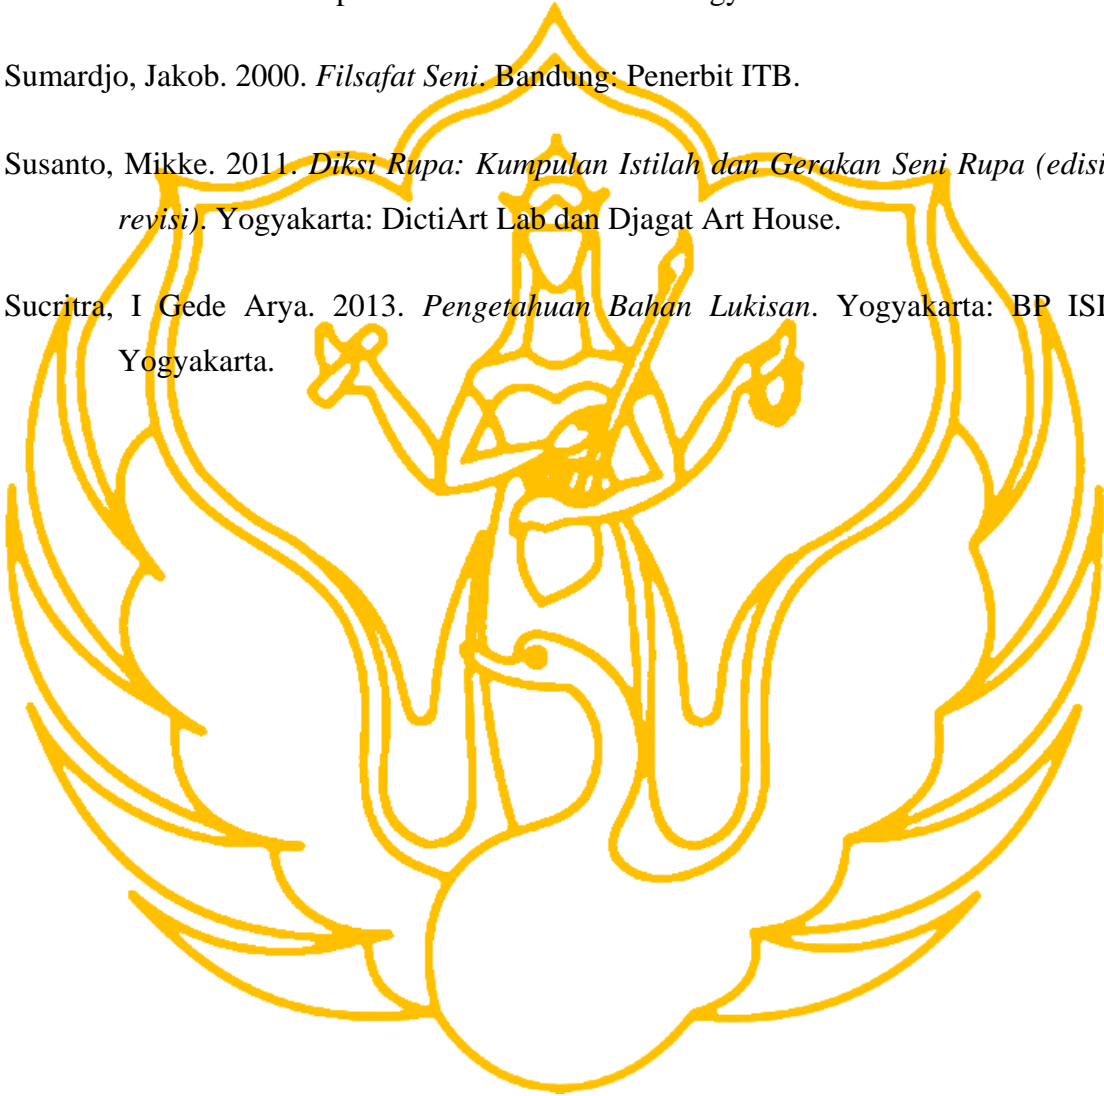 Sumardjo, Jakob. 2000. Filsafat Seni. Bandung: Penerbit ITB.
Susanto, Mikke. 2011. Diksi Rupa: Kumpulan Istilah dan Gerakan Seni Rupa (edisi
revisi). Yogyakarta: DictiArt Lab dan Djagat Art House.
Sucritra, I Gede Arya. 2013. Pengetahuan Bahan Lukisan. Yogyakarta: BP ISI
Yogyakarta.